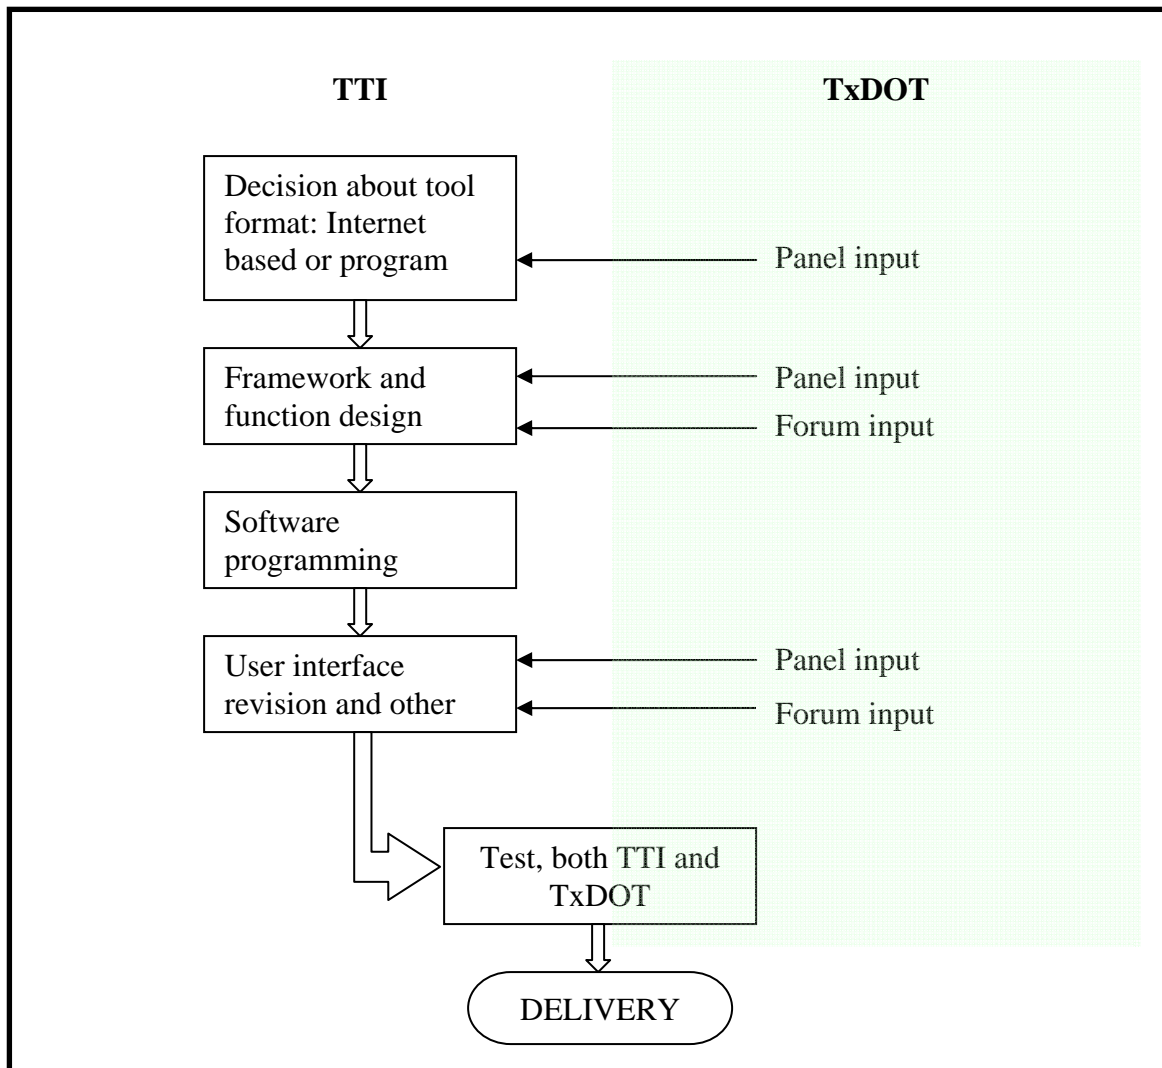 TTI
TxDOT
Decision about tool
format: Internet
based or program
Panel input
Framework and
function design
Panel input
Forum input
Software
programming
User interface
revision and other
Panel input
Forum input
Test, both TTI and
TxDOT
DELIVERY